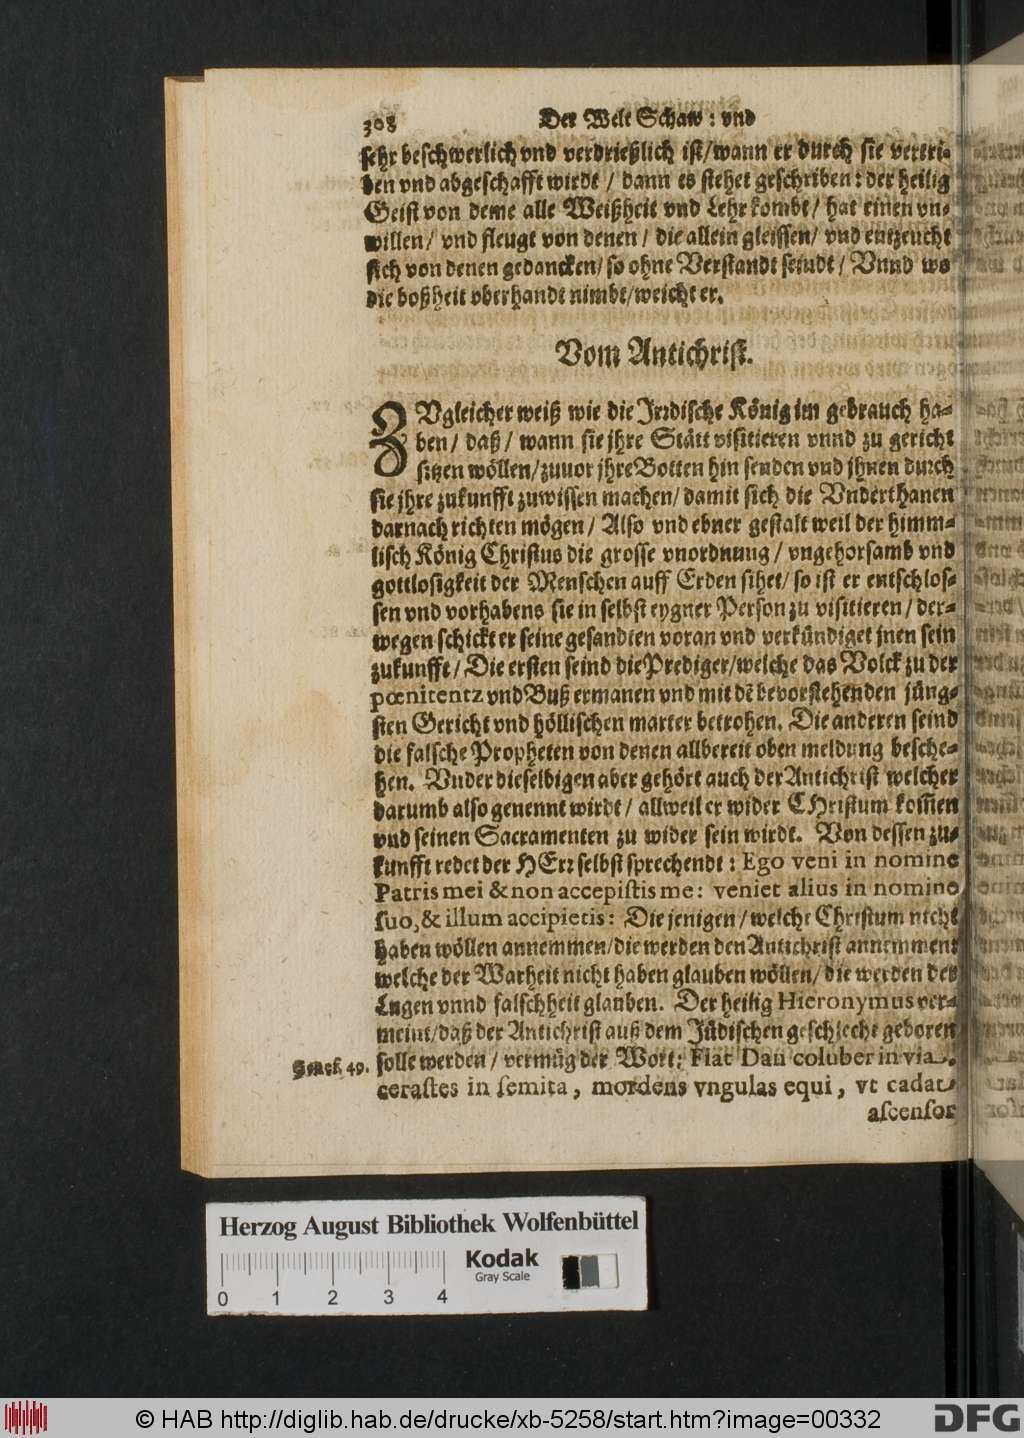 308 Der Welt Schaw: vnd
sehr beschwerlich vnd verdrießlich ist/ wann er durch sie vertri-
ben vnd abgeschafft wirdt / dann es stehet geschriben: der heilig
Geist von deme alle Weißheit vnd Lehr kombt/ hat einen vn-
willen/ vnd fleugt von denen / die allein gleissen/ vnd entzeucht
sich von denen gedancken/ so ohne Verstandt seindt / Vnnd wo
die boßheit vberhandt nimbt/ weicht er.
Vom Antichrist.
ZVgleicher weiß wie die Irrdische König im gebrauch ha-
ben/ daß/ wann sie jhre Stätt visitieren vnnd zu gericht
sitzen wöllen/ zuuor jhre Botten hin senden vnd jhnen durch
sie jhre zukunfft zuwissen machen/ damit sich die Vnderthanen
darnach richten mögen/ Also vnd ebner gestalt weil der himm-
lisch König Christus die grosse vnordnung / vngehorsamb vnd
gottlosigkeit der Menschen auff Erden sihet/ so ist er entschlos-
sen vnd vorhabens sie in selbst eygner Person zu visitieren/ der-
wegen schickt er seine gesandten voran vnd verkündiget jnen sein
zukunfft/ Die ersten seind die Prediger/ welche das Volck zu der
pœnitentz vnd Buß ermanen vnd mit dē bevorstehenden jüng-
sten Gericht vnd höllischen marter betrohen. Die anderen seind
die falsche Propheten von denen allbereit oben meldung besche-
hen. Vnder dieselbigen aber gehört auch der Antichrist welcher
darumb also genennt wirdt/ allweil er wider CHristum kom̄en
vnd seinen Sacramenten zu wider sein wirdt. Von dessen zu-
kunfft redet der HErr selbst sprechendt: Ego veni in nomine
Patris mei & non accepistis me: veniet alius in nomine
suo, & illum accipietis: Die jenigen/ welche Christum nicht
haben wöllen annemmen/ die werden den Antichrist annemmen:
welche der Warheit nicht haben glauben wöllen/ die werden der
Lugen vnnd falschheit glauben. Der heilig Hieronymus ver-
meint/ daß der Antichrist auß dem Jüdischen geschlecht geboren
Genes. 49. solle werden/ vermüg der Wort: Fiat Dan coluber in via,
cerastes in semita, mordens vngulas equi, vt cadat
ascensor
Herzog August Bibliothek Wolfenbüttel
Kodak
Gray Scale
0 1 2 3 4
© HAB http://diglib.hab.de/drucke/xb-5258/start.htm?image=00332
DFG